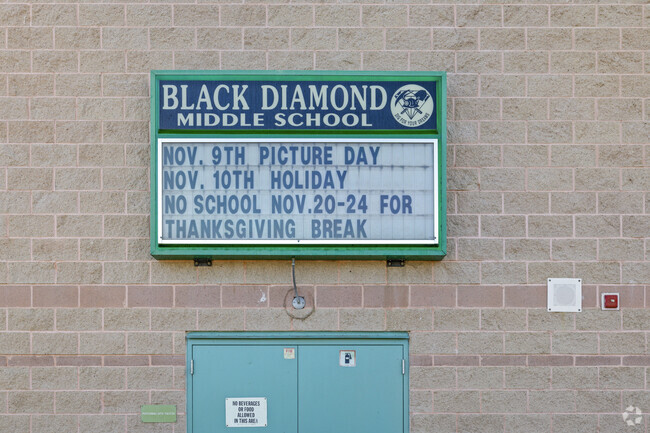 BLACK DIAMOND
MIDDLE SCHOOL
NOV. 9TH PICTURE DAY
NOV. 10TH HOLIDAY
NO SCHOOL NOV.20-24 FOR
THANKSGIVING BREAK
NO BEVERAGES
OR FOOD
ALLOWED
IN THIS AREA